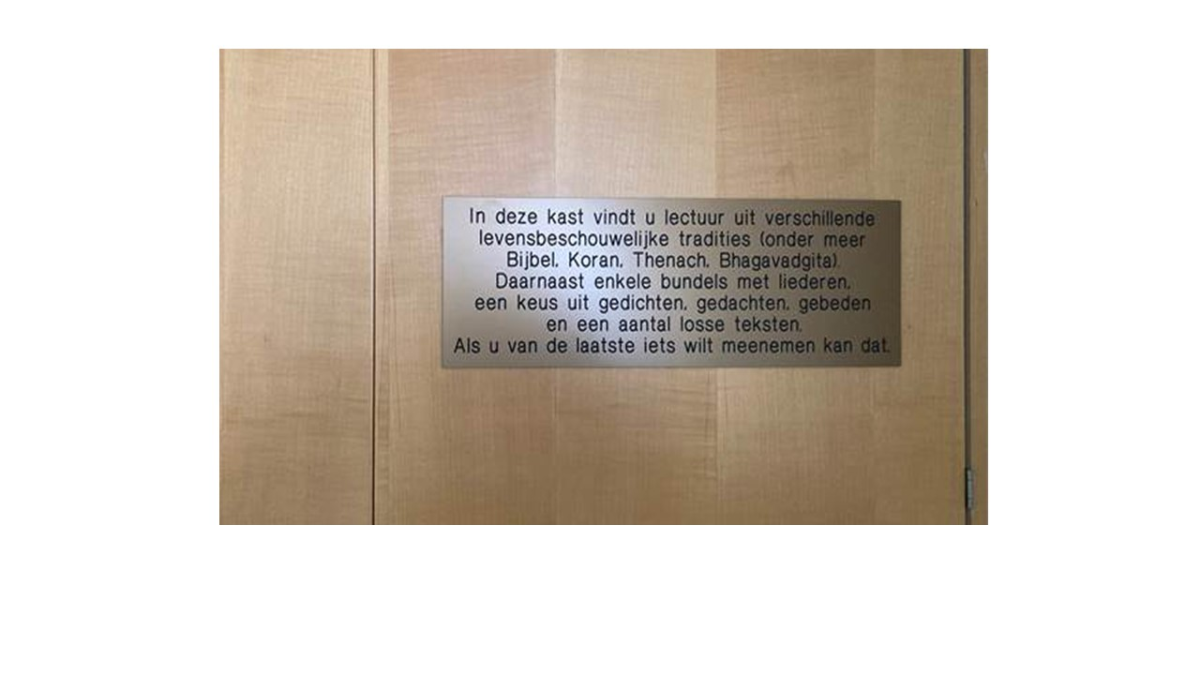 In deze kast vindt u lectuur uit verschillende
levensbeschouwelijke tradities (onder meer
Bijbel, Koran, Thenach, Bhagavadgita).
Daarnaast enkele bundels met liederen,
een keus uit gedichten, gedachten, gebeden
en een aantal losse teksten.
Als u van de laatste iets wilt meenemen kan dat.